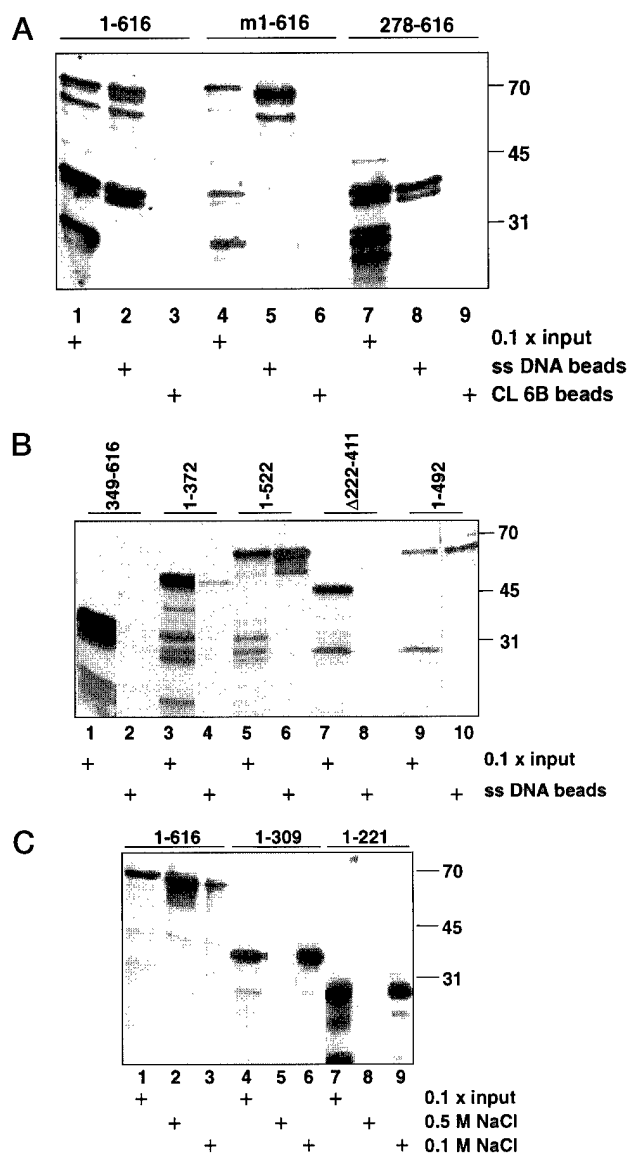 A
1-616 m1-616 278-616
70
45
31
1 2 3 4 5 6 7 8 9
+ + + 0.1 x input
+ + + ss DNA beads
+ + + CL 6B beads
B
349-616 1-372 1-522 Δ222-411 1-492
70
45
31
1 2 3 4 5 6 7 8 9 10
+ + + + + 0.1 x input
+ + + + + ss DNA beads
C
1-616 1-309 1-221
70
45
31
1 2 3 4 5 6 7 8 9
+ + + 0.1 x input
+ + + 0.5 M NaCl
+ + + 0.1 M NaCl